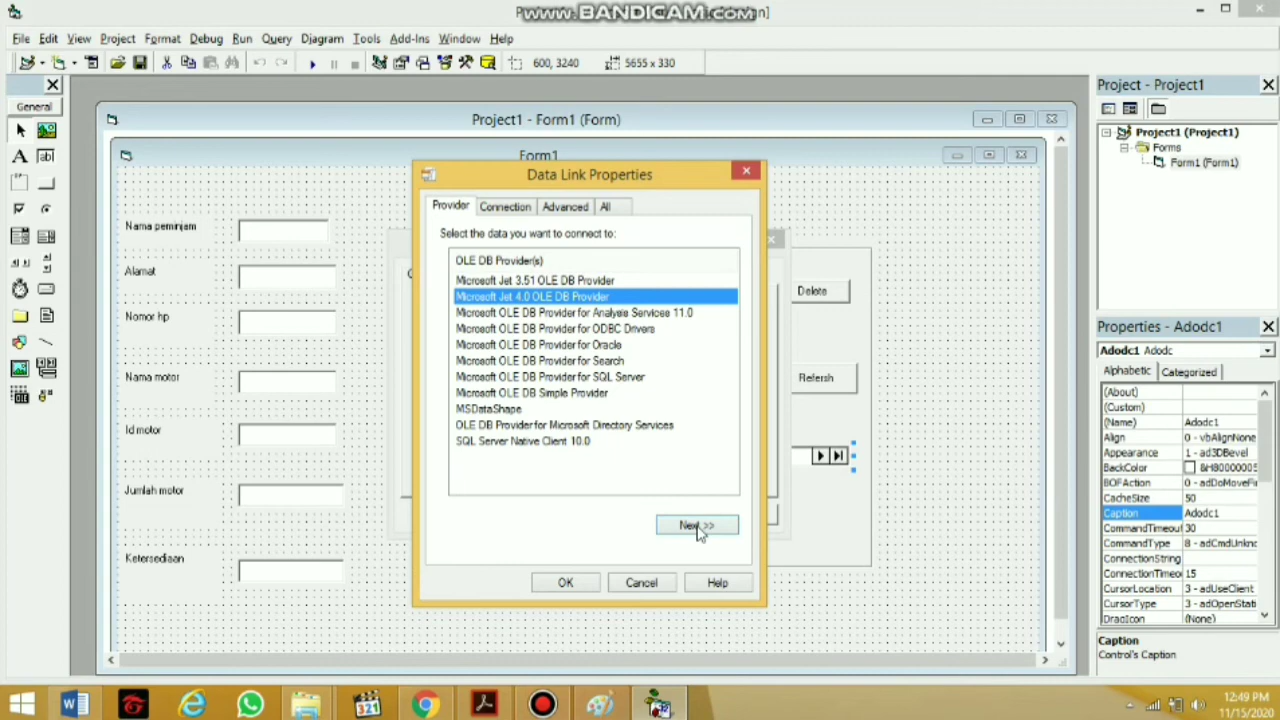 www.BANDICAM.com
File Edit View Project Format Debug Run Query Diagram Tools Add-Ins Window Help
600, 3240
5655 x 330
General
Project1 - Form1 (Form)
Form1
Nama peminjam
Alamat
Nomor hp
Nama motor
Id motor
Jumlah motor
Ketersediaan
Delete
Refersh
Data Link Properties
Provider Connection Advanced All
Select the data you want to connect to:
OLE DB Provider(s)
Microsoft Jet 3.51 OLE DB Provider
Microsoft Jet 4.0 OLE DB Provider
Microsoft OLE DB Provider for Analysis Services 11.0
Microsoft OLE DB Provider for ODBC Drivers
Microsoft OLE DB Provider for Oracle
Microsoft OLE DB Provider for Search
Microsoft OLE DB Provider for SQL Server
Microsoft OLE DB Simple Provider
MSDataShape
OLE DB Provider for Microsoft Directory Services
SQL Server Native Client 10.0
Next >>
OK Cancel Help
Project - Project1
Project1 (Project1)
Forms
Form1 (Form1)
Properties - Adodc1
Adodc1 Adodc
Alphabetic Categorized
(About)
(Custom)
(Name) Adodc1
Align 0 - vbAlignNone
Appearance 1 - ad3DBevel
BackColor &H80000005
BOFAction 0 - adDoMoveFi
CacheSize 50
Caption Adodc1
CommandTimeout 30
CommandType 8 - adCmdUnkno
ConnectionString
ConnectionTimeo 15
CursorLocation 3 - adUseClient
CursorType 3 - adOpenStati
DragIcon (None)
Caption
Control's Caption
321
12:49 PM
11/15/2020